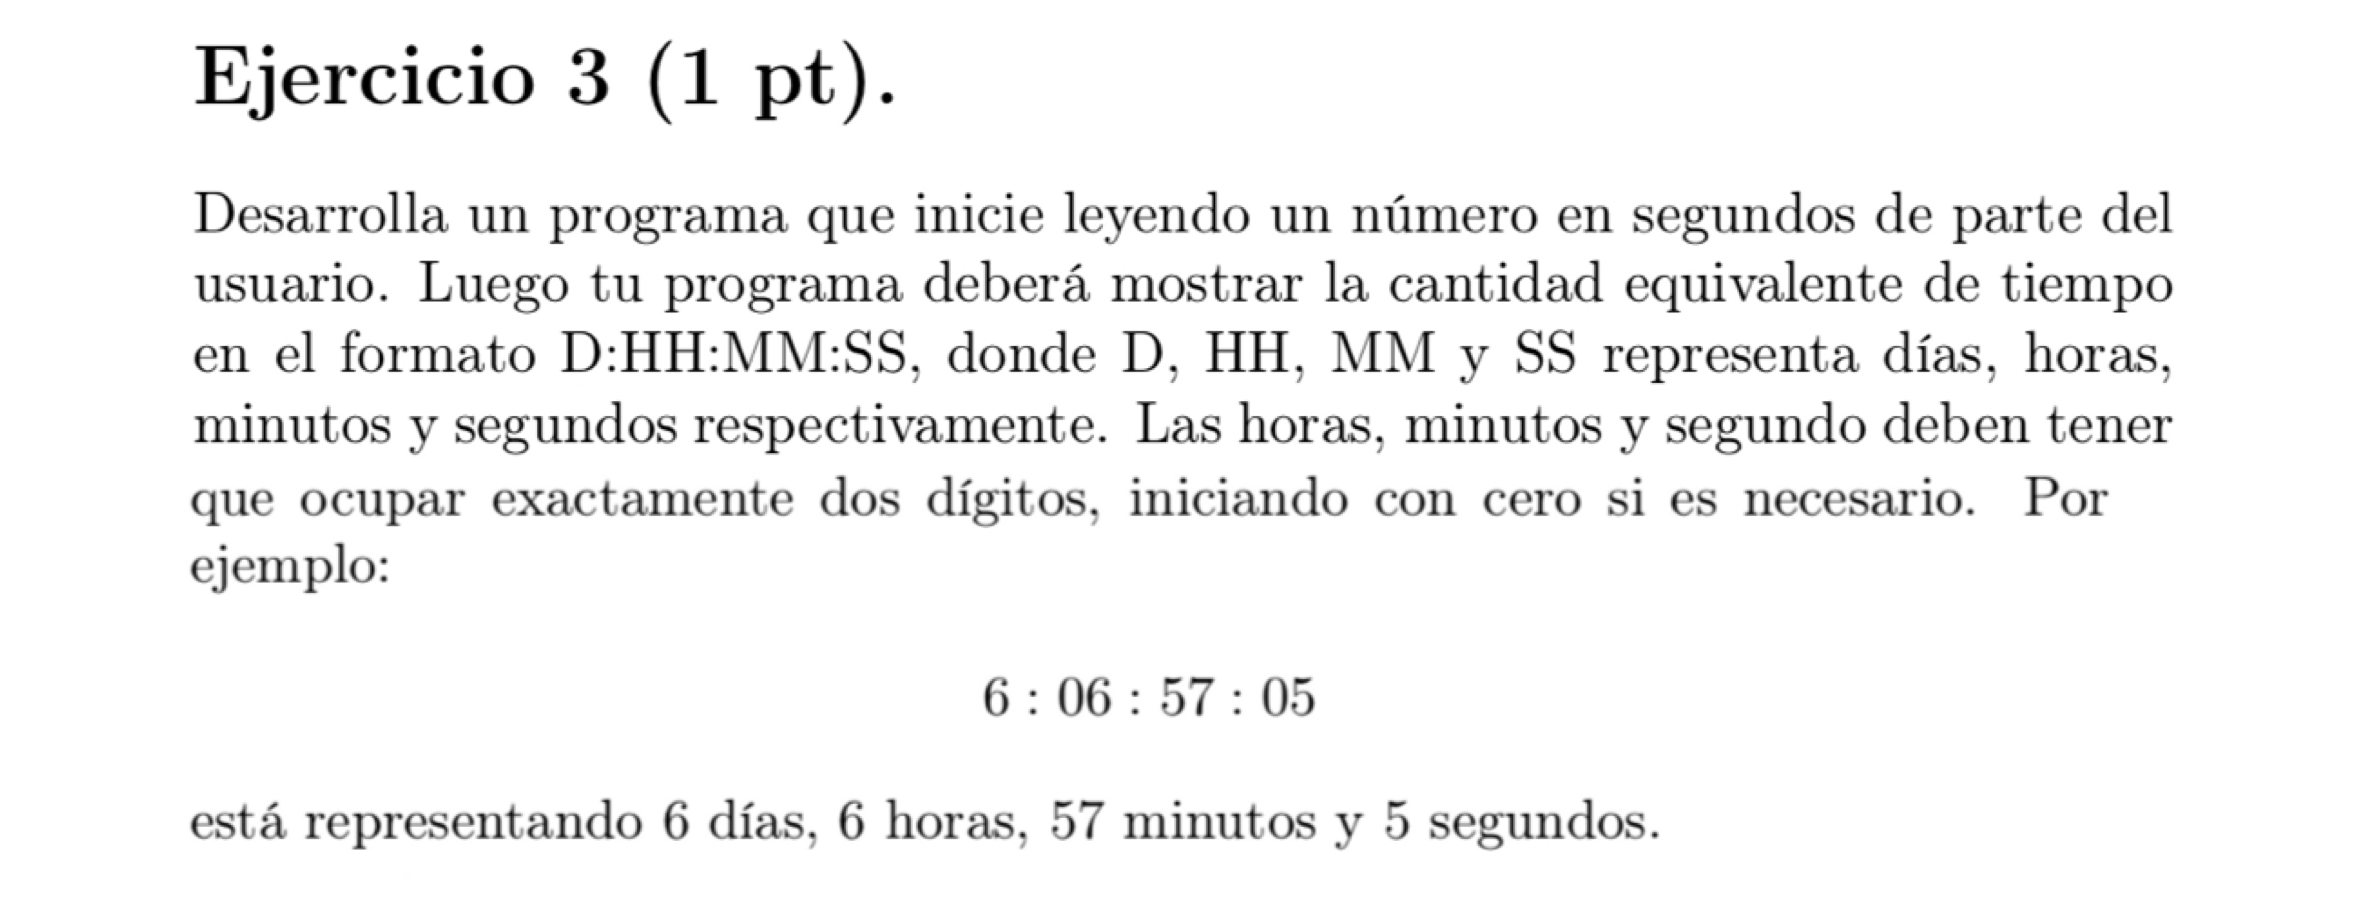 Ejercicio 3 (1 pt).
Desarrolla un programa que inicie leyendo un número en segundos de parte del
usuario. Luego tu programa deberá mostrar la cantidad equivalente de tiempo
en el formato D:HH:MM:SS, donde D, HH, MM y SS representa días, horas,
minutos y segundos respectivamente. Las horas, minutos y segundo deben tener
que ocupar exactamente dos dígitos, iniciando con cero si es necesario. Por
ejemplo:
6 : 06 : 57 : 05
está representando 6 días, 6 horas, 57 minutos y 5 segundos.